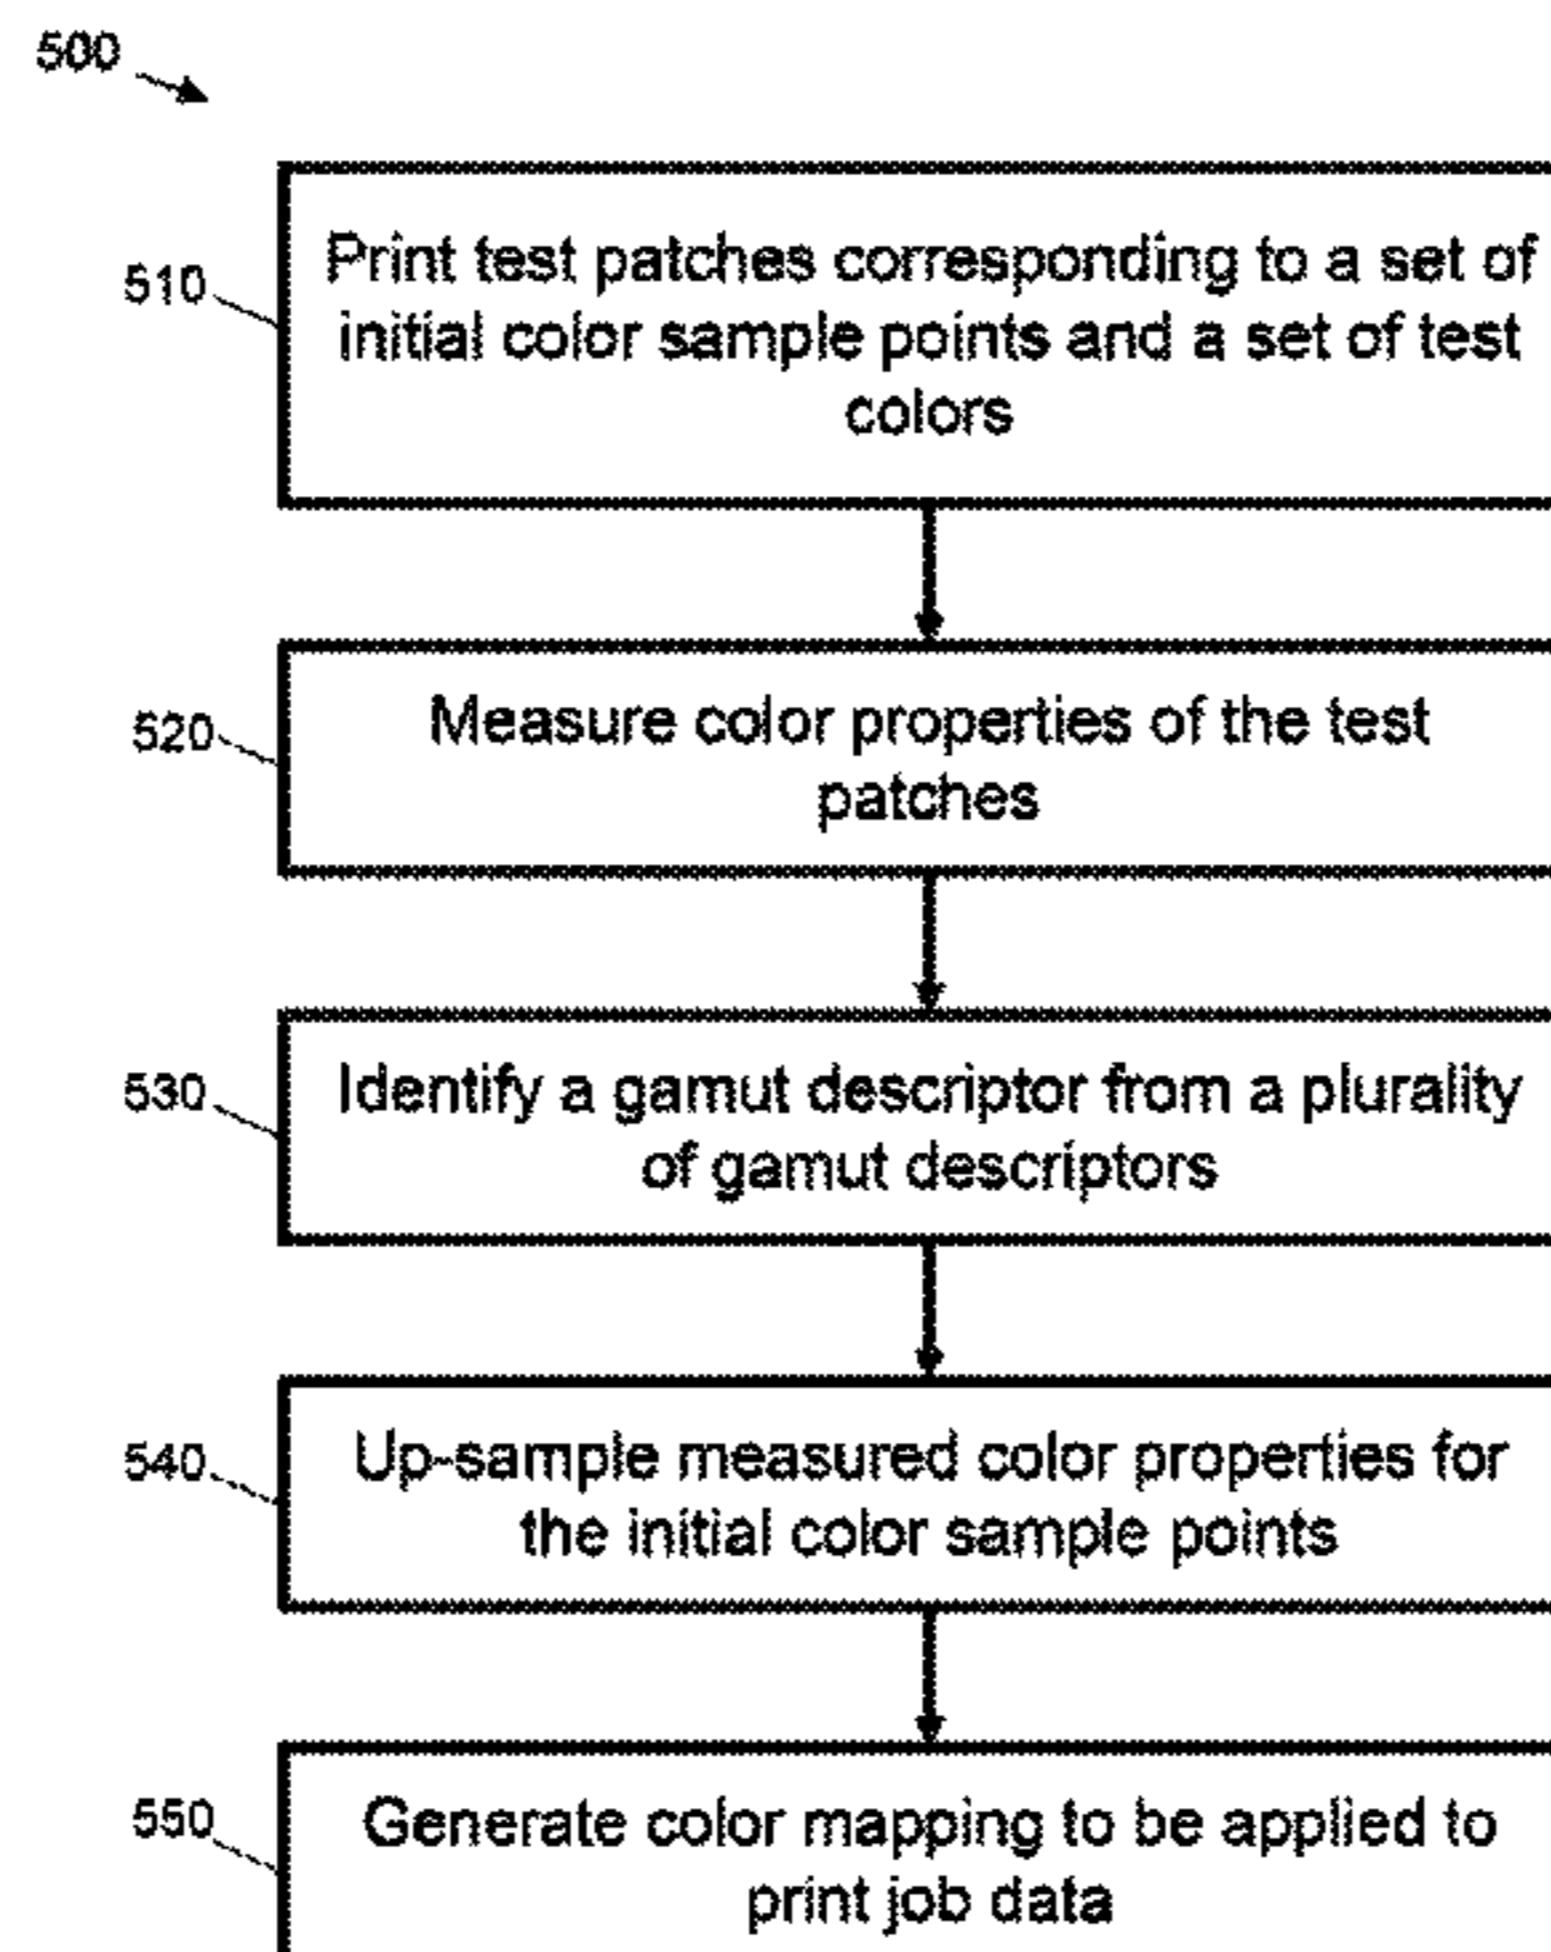 500
510
Print test patches corresponding to a set of
initial color sample points and a set of test
colors
520
Measure color properties of the test
patches
530
Identify a gamut descriptor from a plurality
of gamut descriptors
540
Up-sample measured color properties for
the initial color sample points
550
Generate color mapping to be applied to
print job data